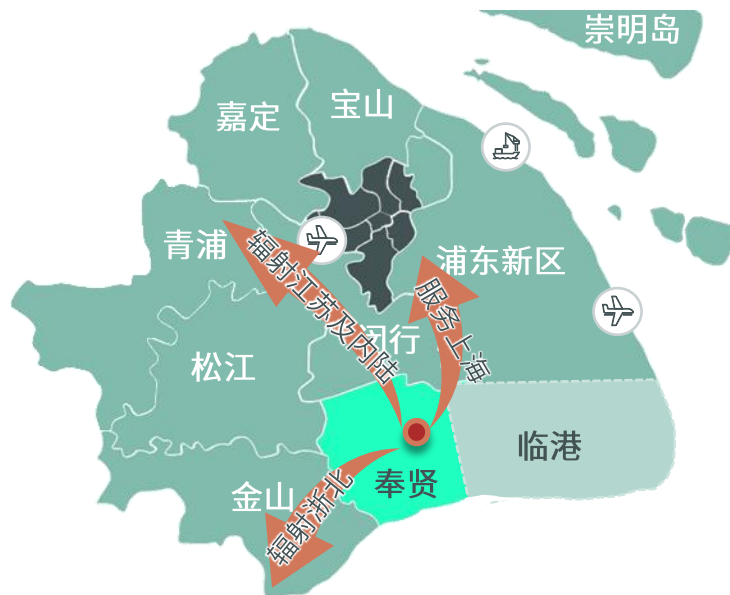 崇明岛
宝山
嘉定
青浦
浦东新区
辐射江苏及内陆
服务上海
闵行
松江
临港
奉贤
金山
辐射浙北